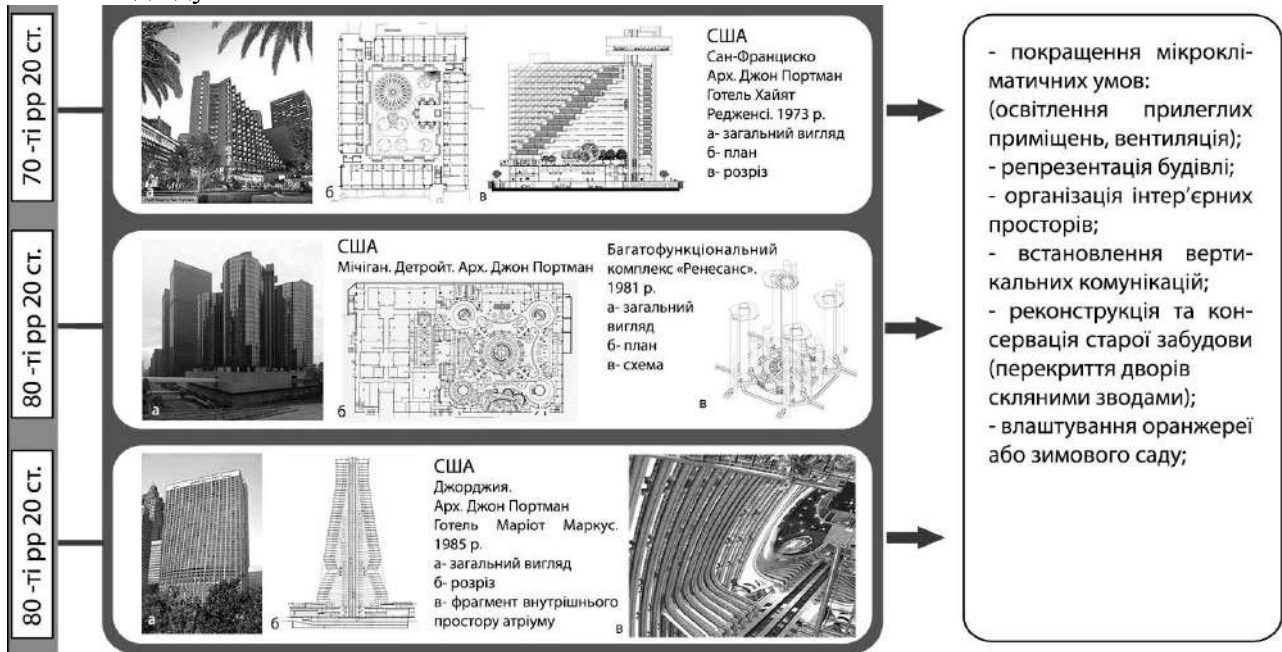 70 -ті рр 20 ст.
а
б
в
США
Сан-Франциско
Арх. Джон Портман
Готель Хайят
Редженсі. 1973 р.
а- загальний вигляд
б- план
в- розріз
80 -ті рр 20 ст.
а
США
Мічіган. Детройт. Арх. Джон Портман
б
Багатофункціональний
комплекс «Ренесанс».
1981 р.
а- загальний
вигляд
б- план
в- схема
в
80 -ті рр 20 ст.
а
б
США
Джорджия.
Арх. Джон Портман
Готель Маріот Маркус.
1985 р.
а- загальний вигляд
б- розріз
в- фрагмент внутрішнього
простору атріуму
в
- покращення мікроклі-
матичних умов:
(освітлення прилеглих
приміщень, вентиляція);
- репрезентація будівлі;
- організація інтер’єрних
просторів;
- встановлення верти-
кальних комунікацій;
- реконструкція та кон-
сервація старої забудови
(перекриття дворів
скляними зводами);
- влаштування оранжереї
або зимового саду;